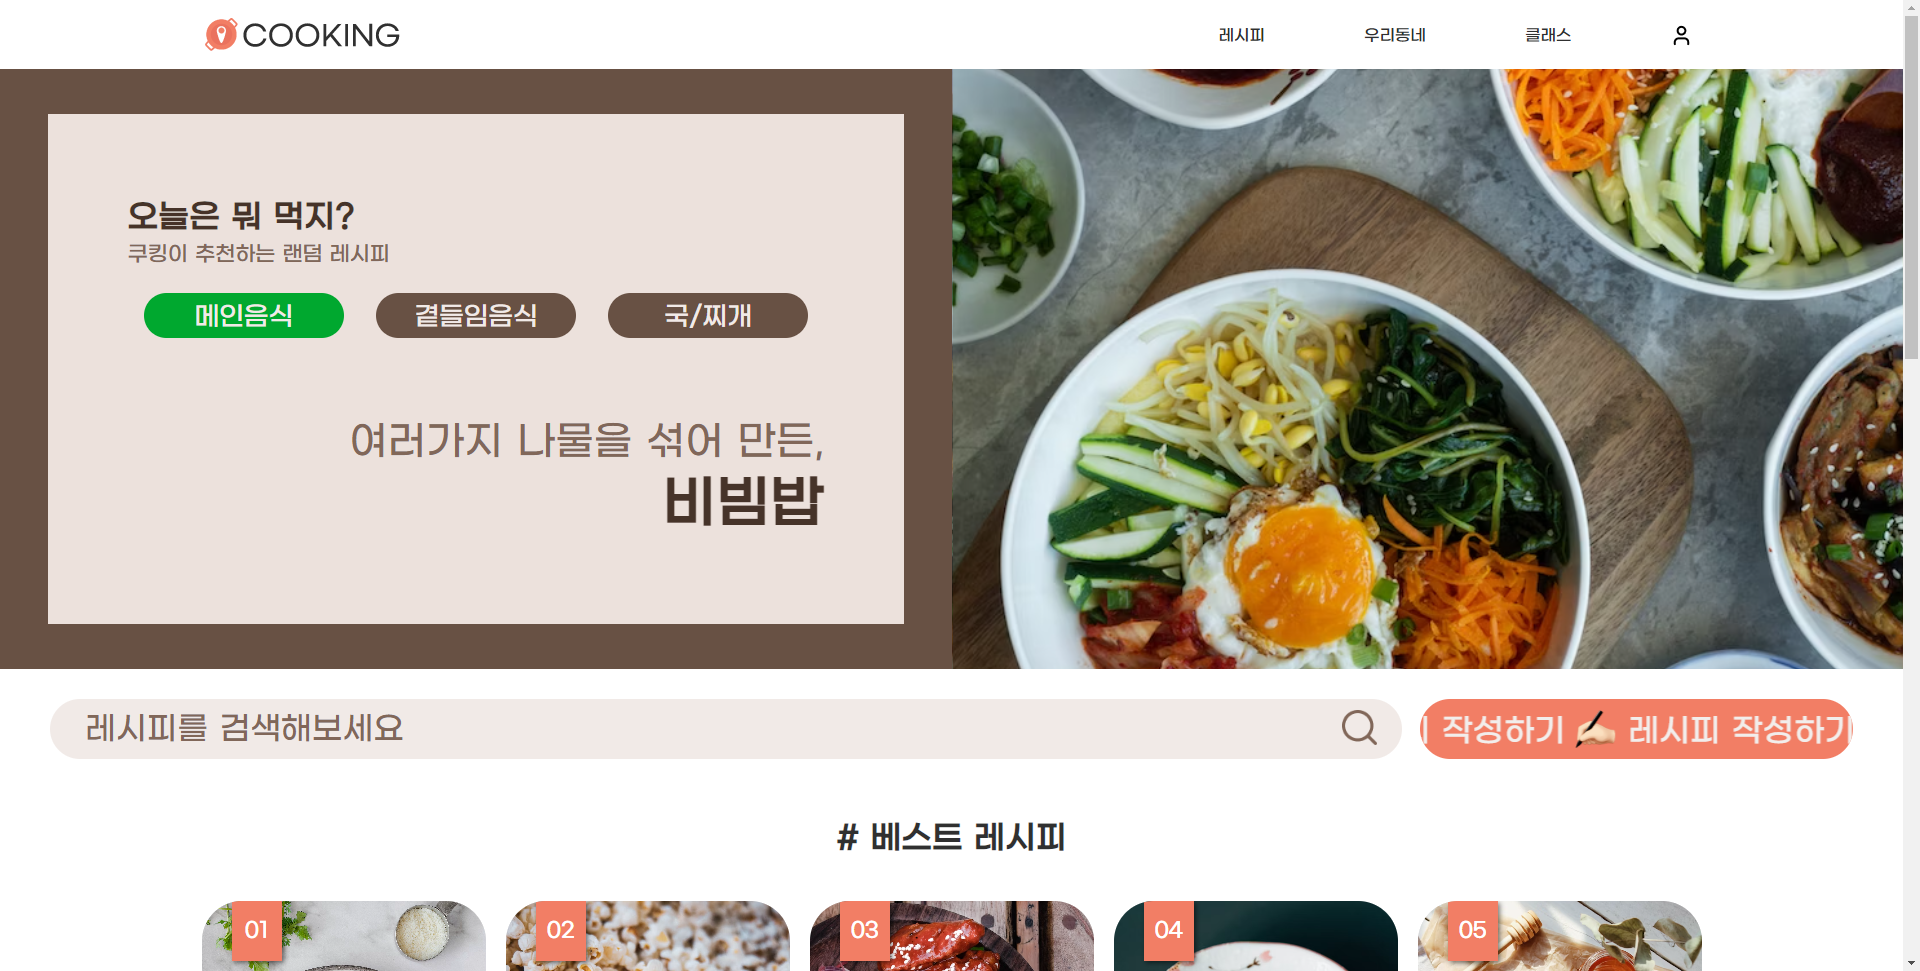 COOKING
레시피
우리동네
클래스
오늘은 뭐 먹지?
쿠킹이 추천하는 랜덤 레시피
메인음식
곁들임음식
국/찌개
여러가지 나물을 섞어 만든,
비빔밥
레시피를 검색해보세요
작성하기 ✍🏻 레시피 작성하기
# 베스트 레시피
01
02
03
04
05